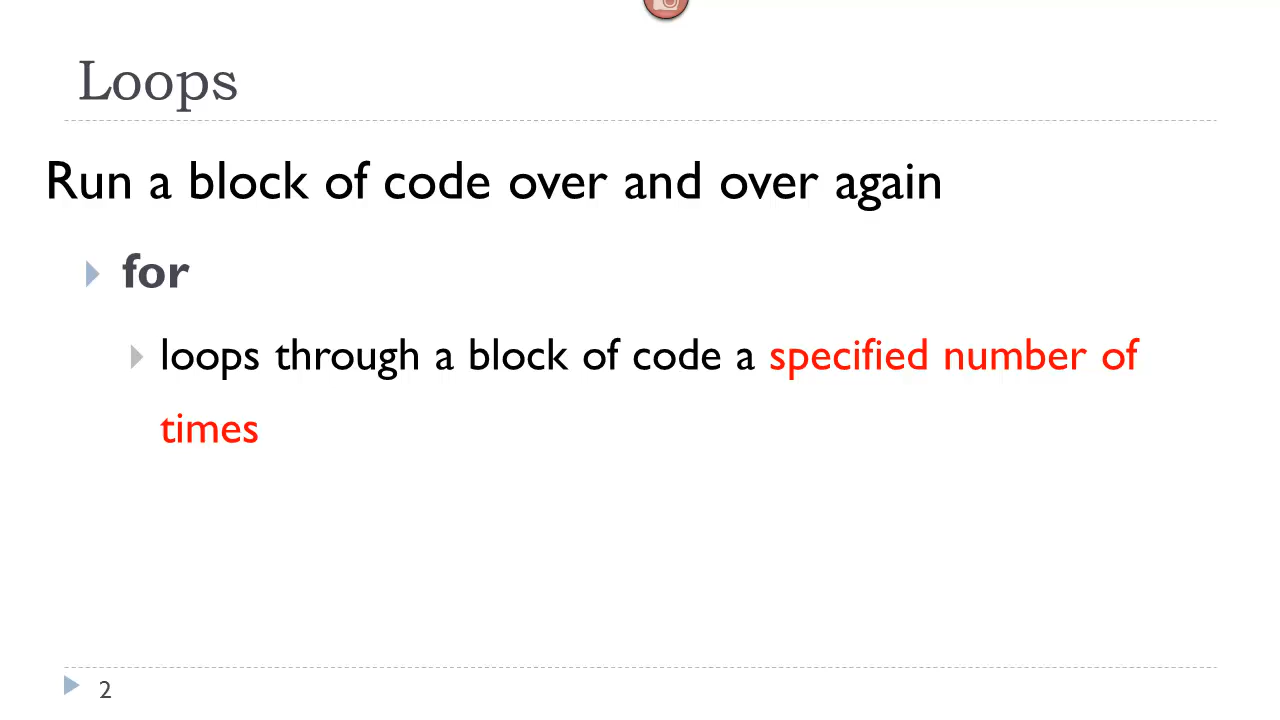 Loops
Run a block of code over and over again
for
loops through a block of code a specified number of
times
2